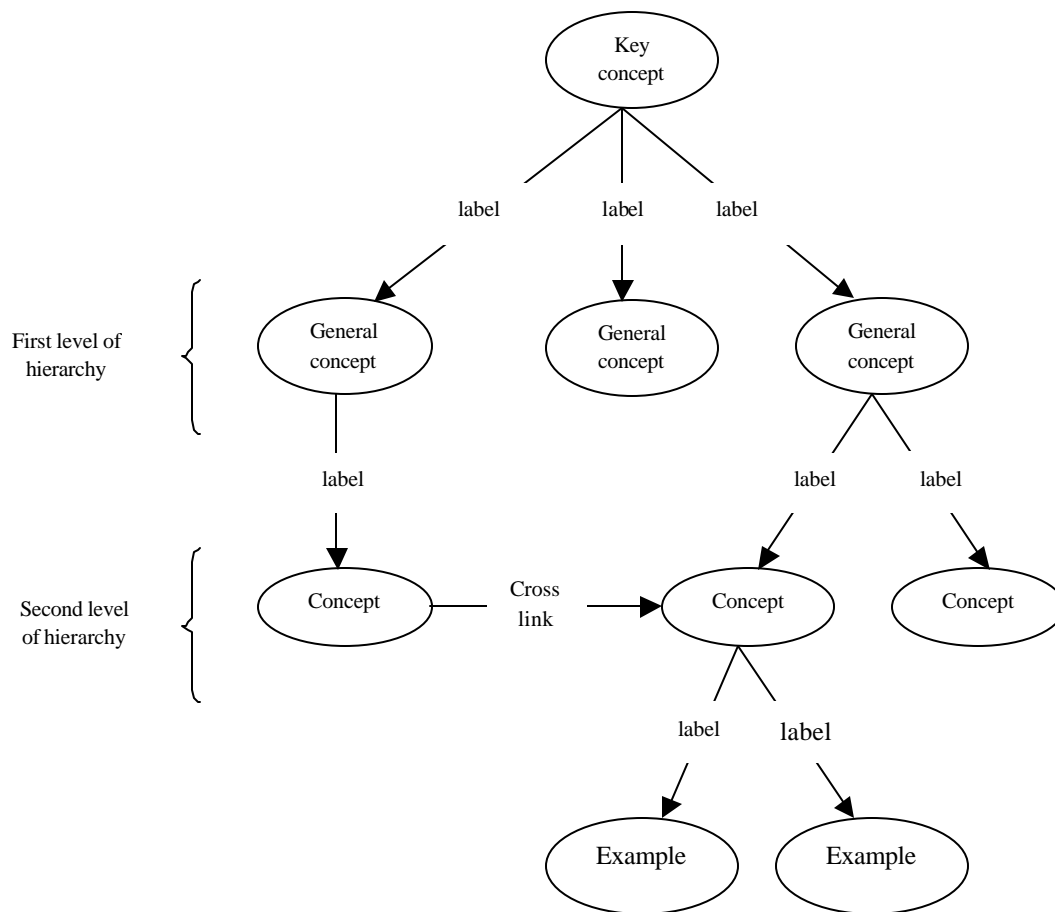 Key
concept
label
label
label
First level of
hierarchy
General
concept
General
concept
General
concept
label
label
label
Second level
of hierarchy
Concept
Cross
link
Concept
Concept
label
label
Example
Example